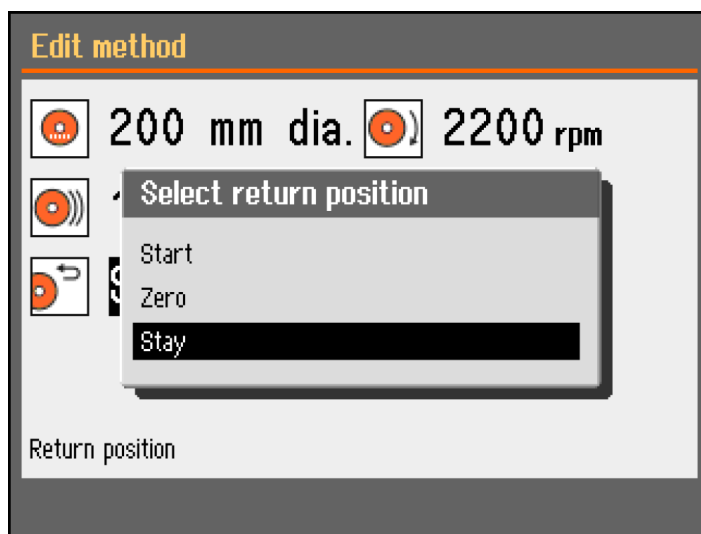 Edit method
200 mm dia. 2200 rpm
Select return position
Start
Zero
Stay
Return position